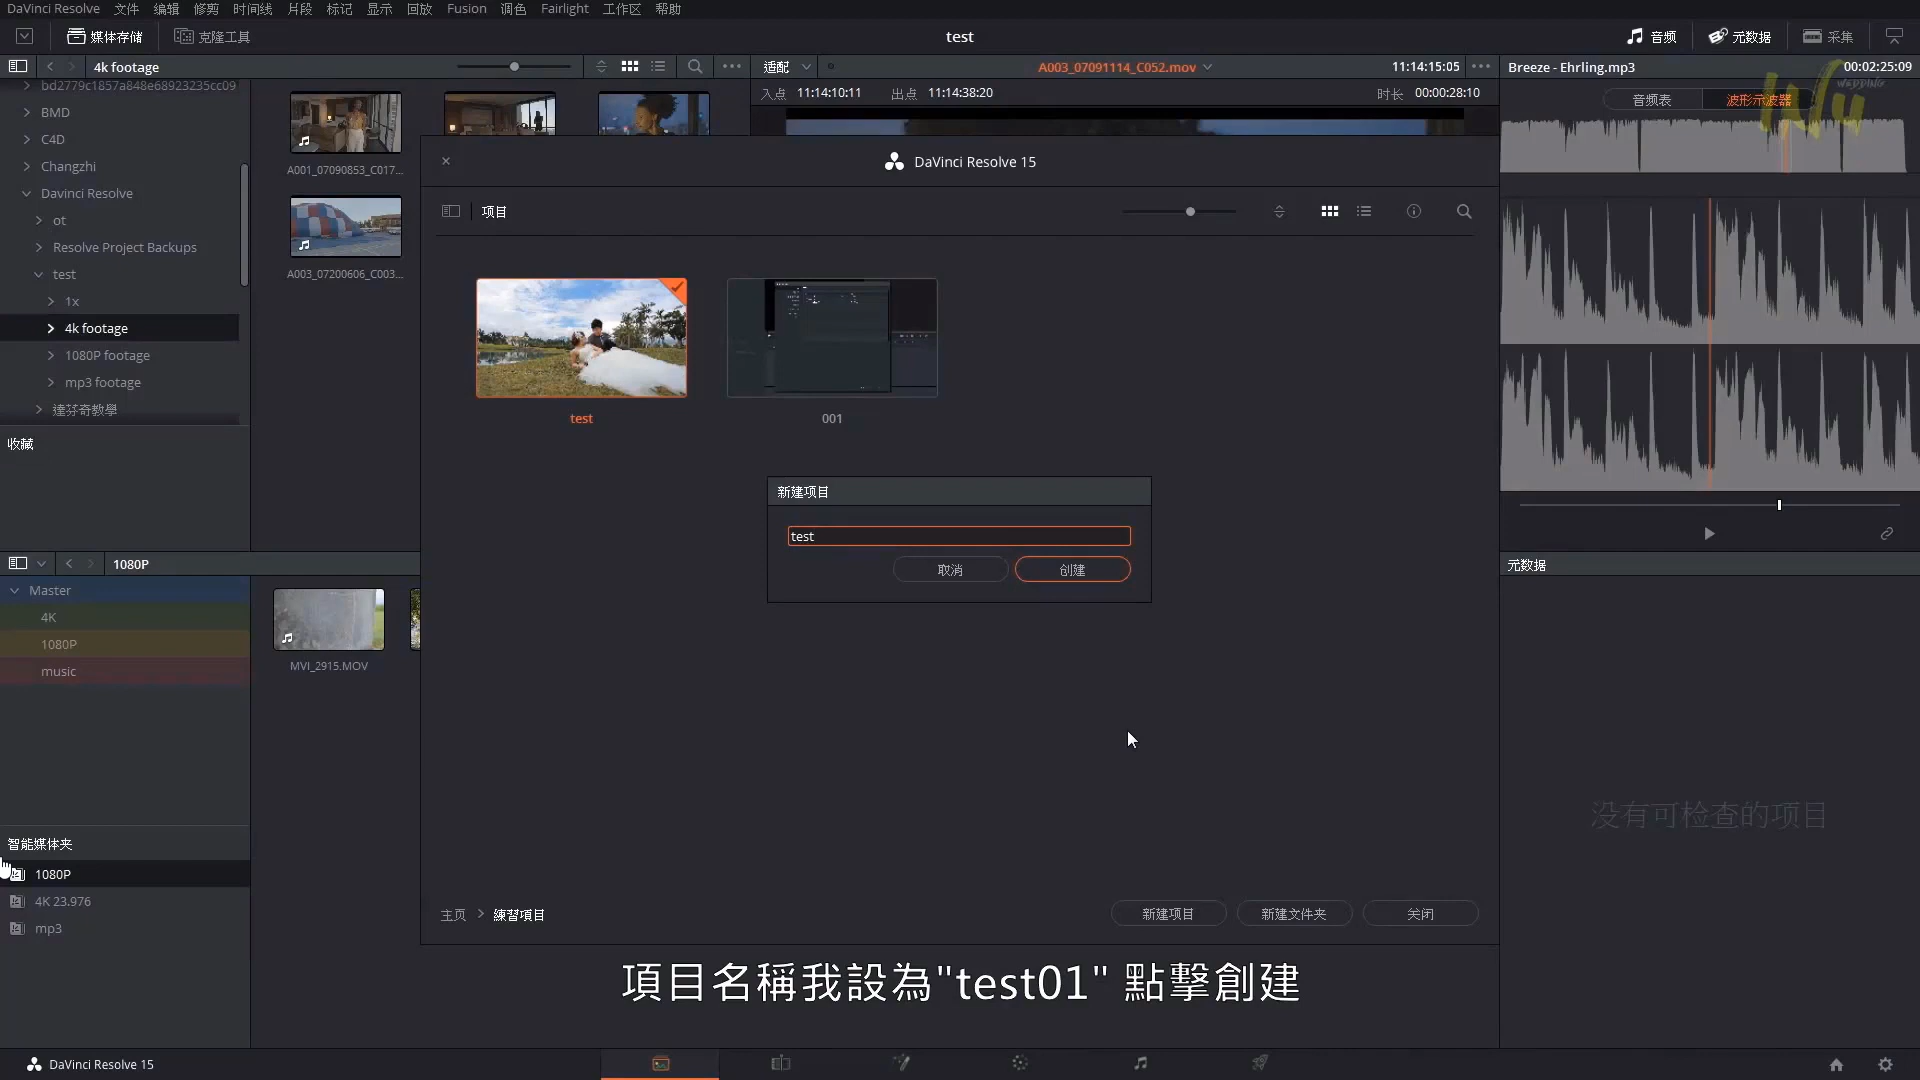 DaVinci Resolve 文件 编辑 修剪 时间线 片段 标记 显示 回放 Fusion 调色 Fairlight 工作区 帮助
媒体存储 克隆工具 test 音频 元数据 采集
4k footage 适配 A003_07091114_C052.mov 11:14:15:05 Breeze - Ehrling.mp3 00:02:25:09
bd2779c1857a848e68923235cc09
入点 11:14:10:11 出点 11:14:38:20 时长 00:00:28:10
WEDDING
音频表 波形示波器
BMD
C4D
Changzhi
A001_07090853_C017...
DaVinci Resolve 15
Davinci Resolve
ot
项目
Resolve Project Backups
test
A003_07200606_C003...
1x
4k footage
1080P footage
mp3 footage
達芬奇教學
test 001
收藏
新建项目
test
取消 创建
1080P
元数据
Master
4K
1080P
music
MVI_2915.MOV
没有可检查的项目
智能媒体夹
1080P
4K 23.976
mp3
主页 > 練習項目 新建项目 新建文件夹 关闭
項目名稱我設為"test01" 點擊創建
DaVinci Resolve 15